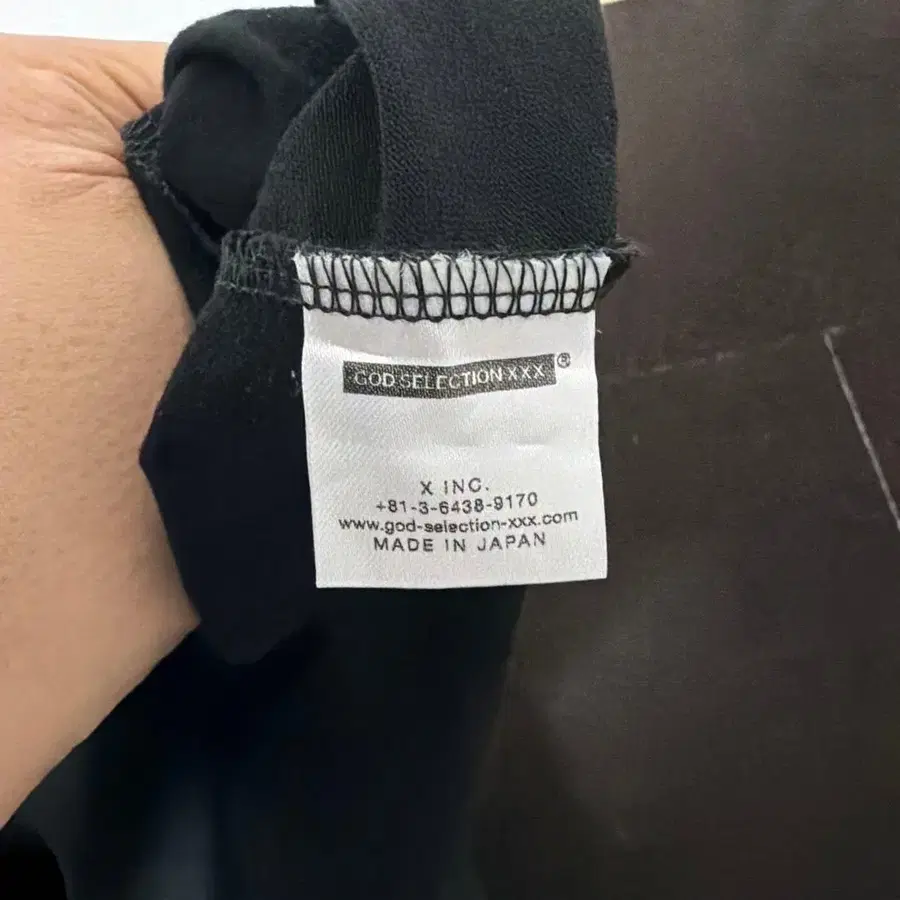 GOD SELECTION XXX®
X INC.
+81-3-6438-9170
www.god-selection-xxx.com
MADE IN JAPAN